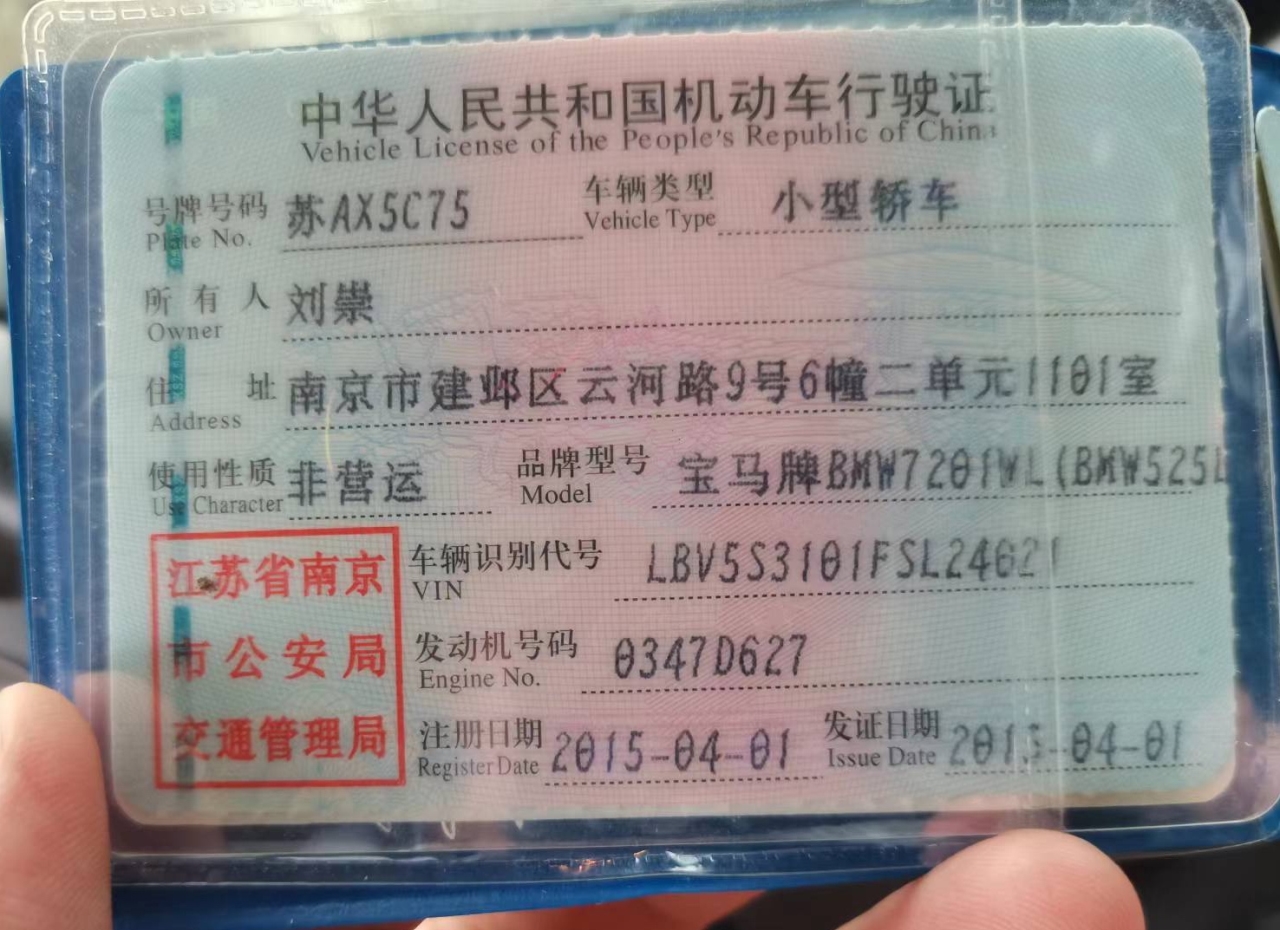 中华人民共和国机动车行驶证
Vehicle License of the People's Republic of China
号牌号码 苏AX5C75 车辆类型 小型轿车
Plate No. Vehicle Type
所有人 刘崇
Owner
住址 南京市建邺区云河路9号6幢二单元1101室
Address
使用性质 非营运 品牌型号 宝马牌BMW7201WL(BMW525L
Use Character Model
江苏省南京
市公安局
交通管理局
车辆识别代号 LBV5S3101FSL24621
VIN
发动机号码 0347D627
Engine No.
注册日期 2015-04-01 发证日期 2015-04-01
Register Date Issue Date